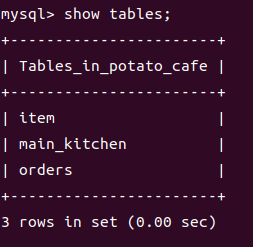 mysql> show tables;
+-----------------------+
| Tables_in_potato_cafe |
+-----------------------+
| item                  |
| main_kitchen          |
| orders                |
+-----------------------+
3 rows in set (0.00 sec)